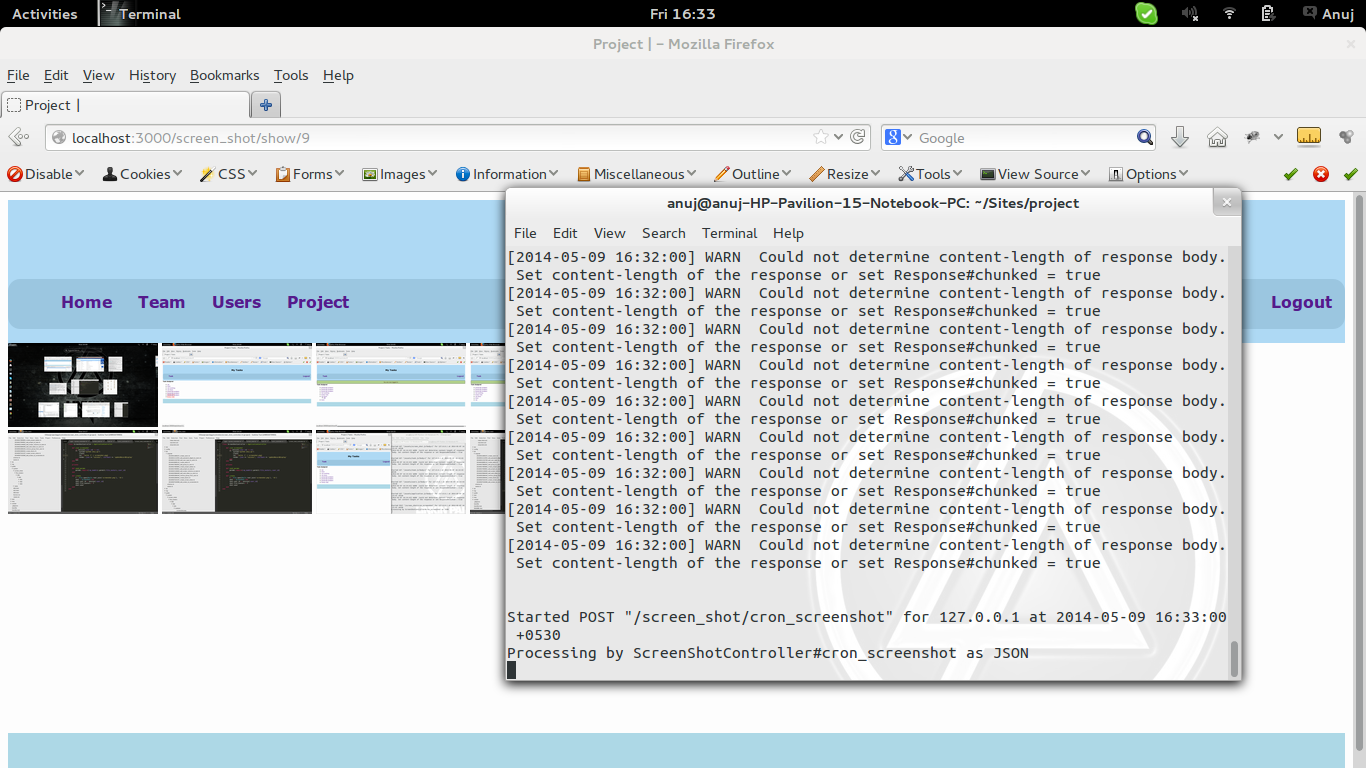 Activities Terminal Fri 16:33 Anuj
Project | - Mozilla Firefox
File Edit View History Bookmarks Tools Help
Project |
localhost:3000/screen_shot/show/9 Google
Disable Cookies CSS Forms Images Information Miscellaneous Outline Resize Tools View Source Options
anuj@anuj-HP-Pavilion-15-Notebook-PC: ~/Sites/project
File Edit View Search Terminal Help
Home Team Users Project Logout
[2014-05-09 16:32:00] WARN  Could not determine content-length of response body.
Set content-length of the response or set Response#chunked = true
[2014-05-09 16:32:00] WARN  Could not determine content-length of response body.
Set content-length of the response or set Response#chunked = true
[2014-05-09 16:32:00] WARN  Could not determine content-length of response body.
Set content-length of the response or set Response#chunked = true
[2014-05-09 16:32:00] WARN  Could not determine content-length of response body.
Set content-length of the response or set Response#chunked = true
[2014-05-09 16:32:00] WARN  Could not determine content-length of response body.
Set content-length of the response or set Response#chunked = true
[2014-05-09 16:32:00] WARN  Could not determine content-length of response body.
Set content-length of the response or set Response#chunked = true
[2014-05-09 16:32:00] WARN  Could not determine content-length of response body.
Set content-length of the response or set Response#chunked = true
[2014-05-09 16:32:00] WARN  Could not determine content-length of response body.
Set content-length of the response or set Response#chunked = true
[2014-05-09 16:32:00] WARN  Could not determine content-length of response body.
Set content-length of the response or set Response#chunked = true
Started POST "/screen_shot/cron_screenshot" for 127.0.0.1 at 2014-05-09 16:33:00
+0530
Processing by ScreenShotController#cron_screenshot as JSON